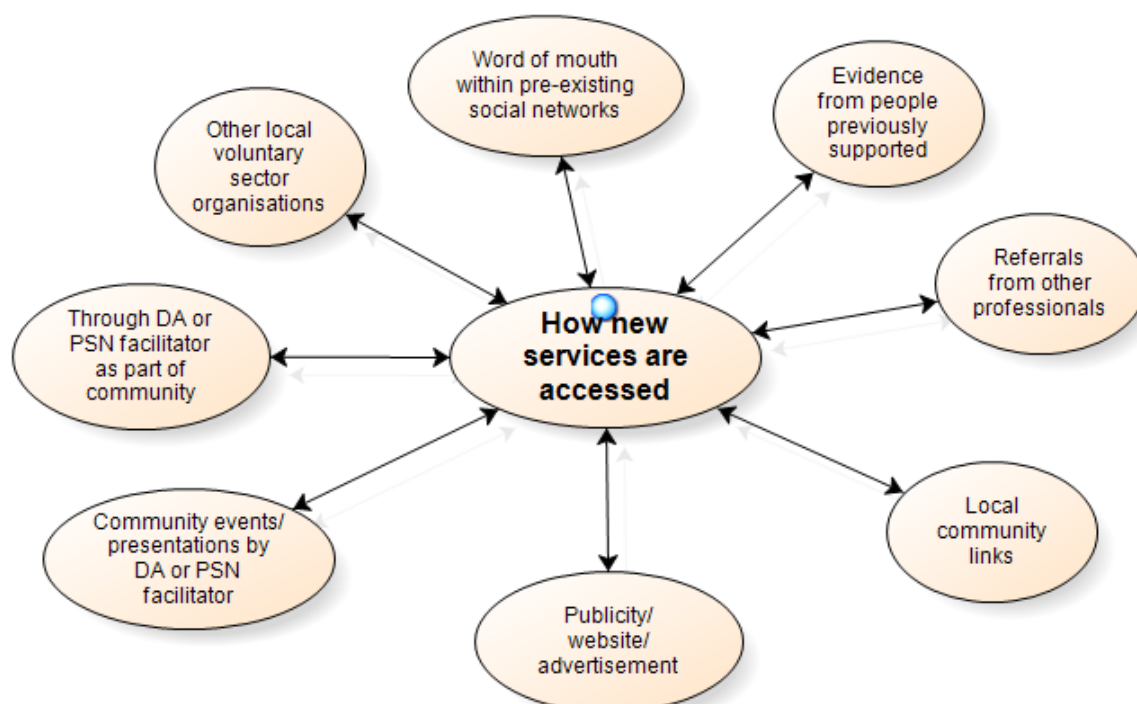 Word of mouth
within pre-existing
social networks
Evidence
from people
previously
supported
Other local
voluntary
sector
organisations
Referrals
from other
professionals
How new
services are
accessed
Through DA or
PSN facilitator
as part of
community
Local
community
links
Community events/
presentations by
DA or PSN
facilitator
Publicity/
website/
advertisement